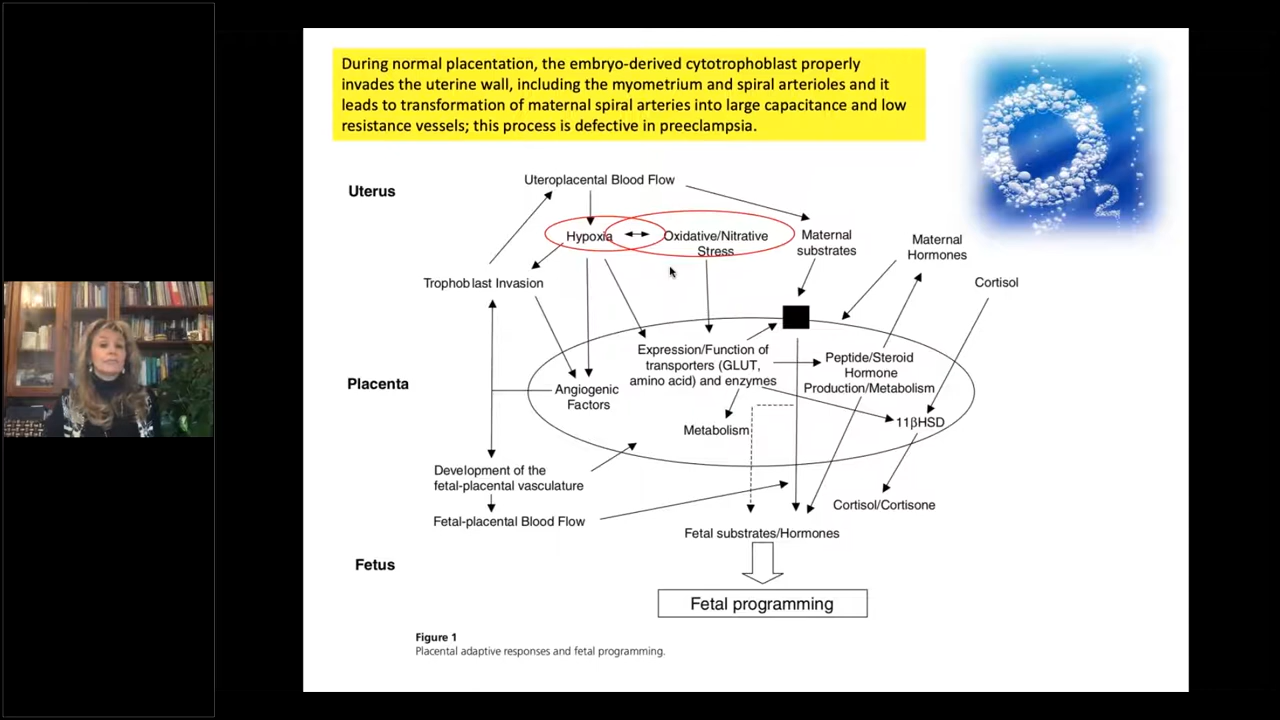 During normal placentation, the embryo-derived cytotrophoblast properly
invades the uterine wall, including the myometrium and spiral arterioles and it
leads to transformation of maternal spiral arteries into large capacitance and low
resistance vessels; this process is defective in preeclampsia.
O2
Uterus
Uteroplacental Blood Flow
Hypoxia
Oxidative/Nitrative
Stress
Maternal
substrates
Maternal
Hormones
Trophoblast Invasion
Cortisol
Placenta
Expression/Function of
transporters (GLUT,
amino acid) and enzymes
Peptide/Steroid
Hormone
Production/Metabolism
Angiogenic
Factors
Metabolism
11βHSD
Development of the
fetal-placental vasculature
Cortisol/Cortisone
Fetal-placental Blood Flow
Fetal substrates/Hormones
Fetus
Fetal programming
Figure 1
Placental adaptive responses and fetal programming.